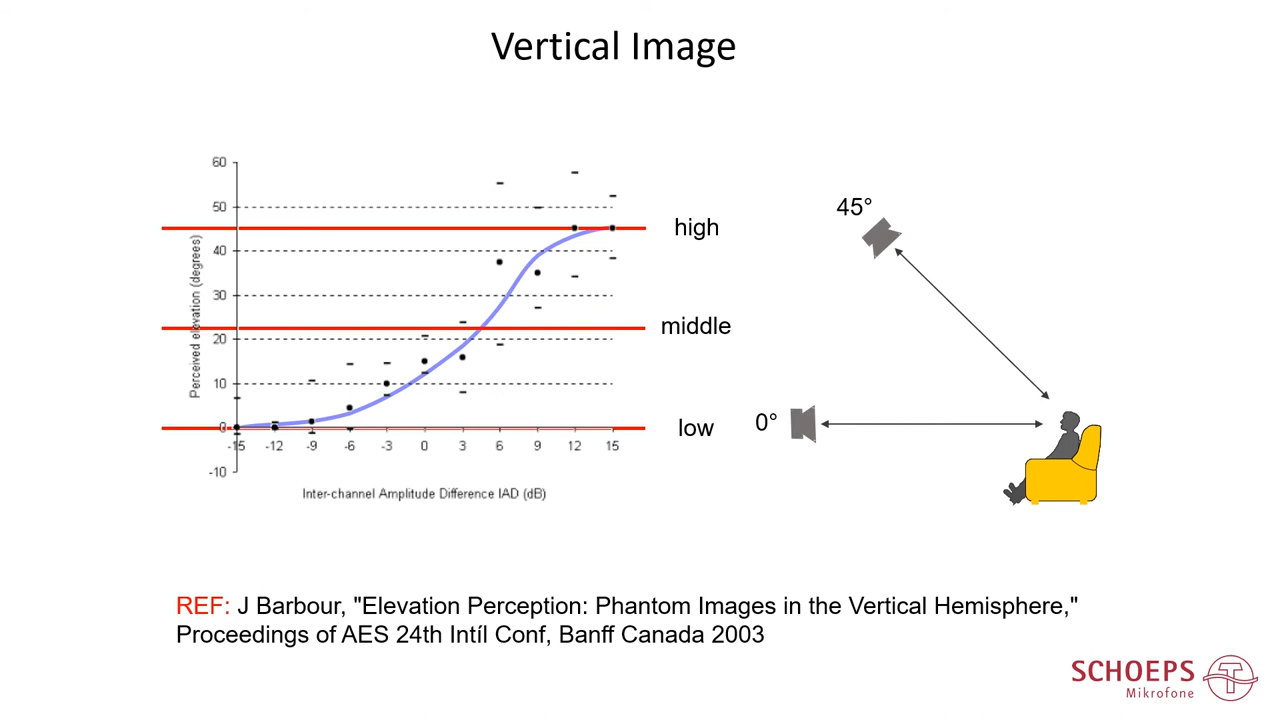 Vertical Image
60
50
40
30
20
10
0
-10
Perceived elevation (degrees)
-15 -12 -9 -6 -3 0 3 6 9 12 15
Inter-channel Amplitude Difference IAD (dB)
high
middle
low
45°
0°
REF: J Barbour, "Elevation Perception: Phantom Images in the Vertical Hemisphere,"
Proceedings of AES 24th Intíl Conf, Banff Canada 2003
SCHOEPS
Mikrofone